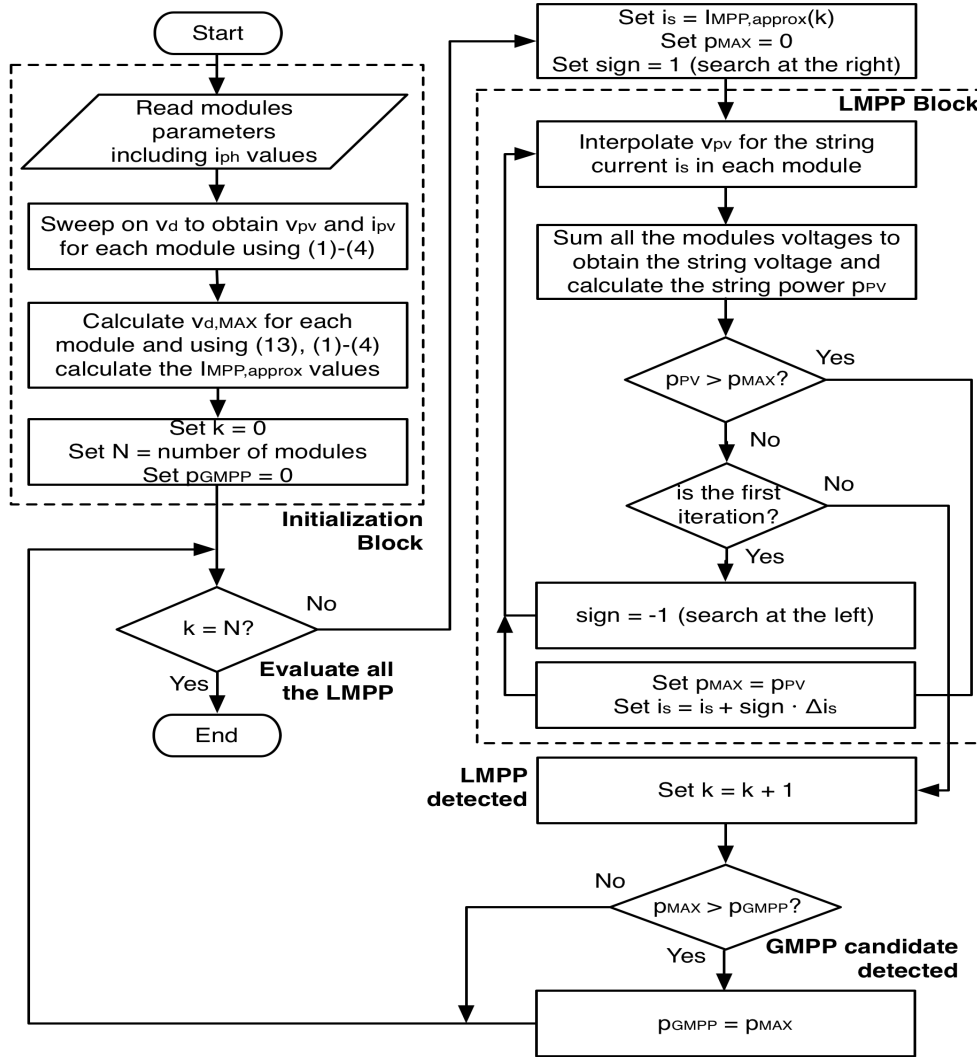 Start
Read modules
parameters
including iph values
Sweep on vd to obtain vpv and ipv
for each module using (1)-(4)
Calculate vd,MAX for each
module and using (13), (1)-(4)
calculate the IMPP,approx values
Set k = 0
Set N = number of modules
Set pGMPP = 0
Initialization
Block
k = N?
No
Yes
Evaluate all
the LMPP
End
Set is = IMPP,approx(k)
Set pMAX = 0
Set sign = 1 (search at the right)
LMPP Block
Interpolate vpv for the string
current is in each module
Sum all the modules voltages to
obtain the string voltage and
calculate the string power pPV
pPV > pMAX?
Yes
No
is the first
iteration?
No
Yes
sign = -1 (search at the left)
Set pMAX = pPV
Set is = is + sign · Δis
LMPP
detected
Set k = k + 1
No
pMAX > pGMPP?
Yes
GMPP candidate
detected
pGMPP = pMAX